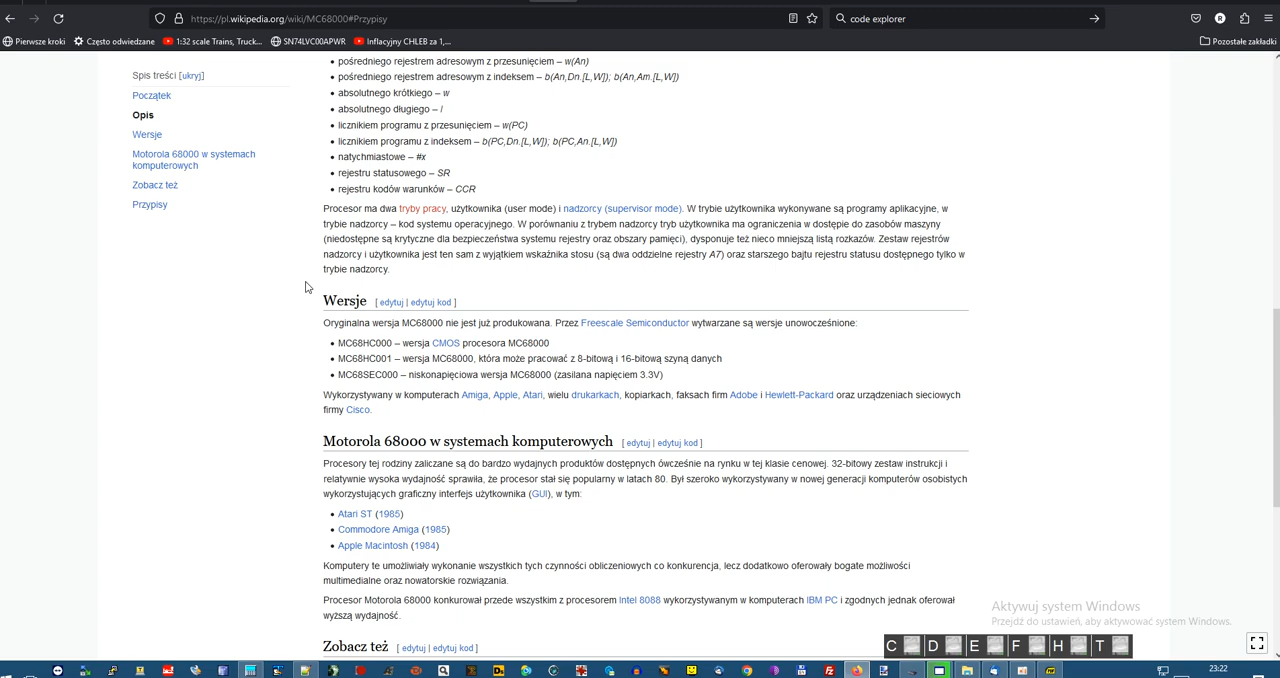 https://pl.wikipedia.org/wiki/MC68000#Przypisy
code explorer
Pierwsze kroki
Często odwiedzane
1:32 scale Trains, Truck...
SN74LVC00APWR
Inflacyjny CHLEB za 1,...
Pozostałe zakładki
Spis treści [ukryj]
Początek
Opis
Wersje
Motorola 68000 w systemach
komputerowych
Zobacz też
Przypisy
pośredniego rejestrem adresowym z przesunięciem – w(An)
pośredniego rejestrem adresowym z indeksem – b(An,Dn.[L,W]); b(An,Am.[L,W])
absolutnego krótkiego – w
absolutnego długiego – l
licznikiem programu z przesunięciem – w(PC)
licznikiem programu z indeksem – b(PC,Dn.[L,W]); b(PC,An.[L,W])
natychmiastowe – #x
rejestru statusowego – SR
rejestru kodów warunków – CCR
Procesor ma dwa tryby pracy, użytkownika (user mode) i nadzorcy (supervisor mode). W trybie użytkownika wykonywane są programy aplikacyjne, w
trybie nadzorcy – kod systemu operacyjnego. W porównaniu z trybem nadzorcy tryb użytkownika ma ograniczenia w dostępie do zasobów maszyny
(niedostępne są krytyczne dla bezpieczeństwa systemu rejestry oraz obszary pamięci), dysponuje też nieco mniejszą listą rozkazów. Zestaw rejestrów
nadzorcy i użytkownika jest ten sam z wyjątkiem wskaźnika stosu (są dwa oddzielne rejestry A7) oraz starszego bajtu rejestru statusu dostępnego tylko w
trybie nadzorcy.
Wersje [ edytuj | edytuj kod ]
Oryginalna wersja MC68000 nie jest już produkowana. Przez Freescale Semiconductor wytwarzane są wersje unowocześnione:
MC68HC000 – wersja CMOS procesora MC68000
MC68HC001 – wersja MC68000, która może pracować z 8-bitową i 16-bitową szyną danych
MC68SEC000 – niskonapięciowa wersja MC68000 (zasilana napięciem 3.3V)
Wykorzystywany w komputerach Amiga, Apple, Atari, wielu drukarkach, kopiarkach, faksach firm Adobe i Hewlett-Packard oraz urządzeniach sieciowych
firmy Cisco.
Motorola 68000 w systemach komputerowych [ edytuj | edytuj kod ]
Procesory tej rodziny zaliczane są do bardzo wydajnych produktów dostępnych ówcześnie na rynku w tej klasie cenowej. 32-bitowy zestaw instrukcji i
relatywnie wysoka wydajność sprawiła, że procesor stał się popularny w latach 80. Był szeroko wykorzystywany w nowej generacji komputerów osobistych
wykorzystujących graficzny interfejs użytkownika (GUI), w tym:
Atari ST (1985)
Commodore Amiga (1985)
Apple Macintosh (1984)
Komputery te umożliwiały wykonanie wszystkich tych czynności obliczeniowych co konkurencja, lecz dodatkowo oferowały bogate możliwości
multimedialne oraz nowatorskie rozwiązania.
Procesor Motorola 68000 konkurował przede wszystkim z procesorem Intel 8088 wykorzystywanym w komputerach IBM PC i zgodnych jednak oferował
wyższą wydajność.
Zobacz też [ edytuj | edytuj kod ]
Aktywuj system Windows
Przejdź do ustawień, aby aktywować system Windows.
C D E F H T
23:22